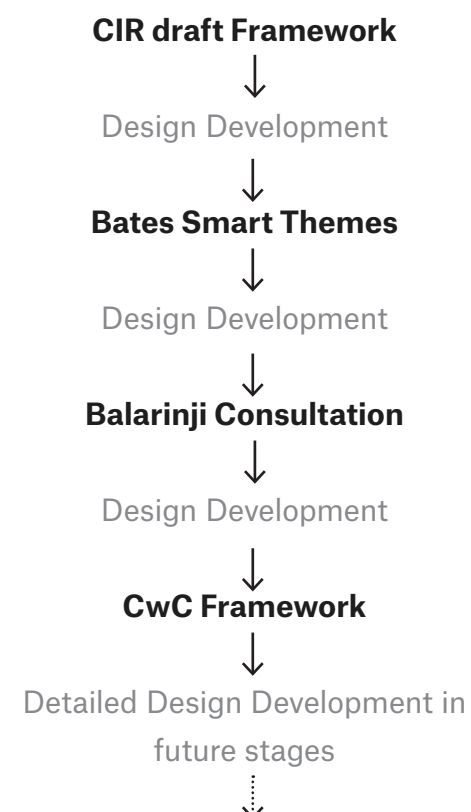 CIR draft Framework
Design Development
Bates Smart Themes
Design Development
Balarinji Consultation
Design Development
CwC Framework
Detailed Design Development in
future stages